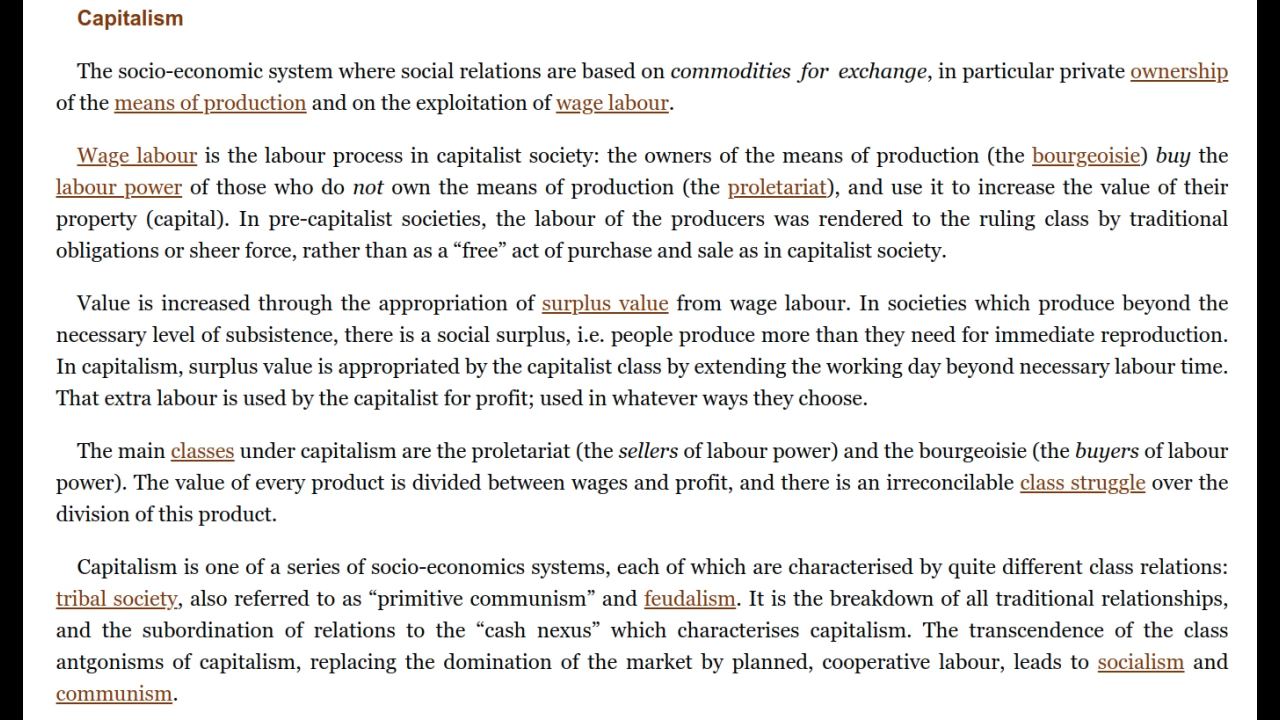 Capitalism
The socio-economic system where social relations are based on commodities for exchange, in particular private ownership
of the means of production and on the exploitation of wage labour.
Wage labour is the labour process in capitalist society: the owners of the means of production (the bourgeoisie) buy the
labour power of those who do not own the means of production (the proletariat), and use it to increase the value of their
property (capital). In pre-capitalist societies, the labour of the producers was rendered to the ruling class by traditional
obligations or sheer force, rather than as a “free” act of purchase and sale as in capitalist society.
Value is increased through the appropriation of surplus value from wage labour. In societies which produce beyond the
necessary level of subsistence, there is a social surplus, i.e. people produce more than they need for immediate reproduction.
In capitalism, surplus value is appropriated by the capitalist class by extending the working day beyond necessary labour time.
That extra labour is used by the capitalist for profit; used in whatever ways they choose.
The main classes under capitalism are the proletariat (the sellers of labour power) and the bourgeoisie (the buyers of labour
power). The value of every product is divided between wages and profit, and there is an irreconcilable class struggle over the
division of this product.
Capitalism is one of a series of socio-economics systems, each of which are characterised by quite different class relations:
tribal society, also referred to as “primitive communism” and feudalism. It is the breakdown of all traditional relationships,
and the subordination of relations to the “cash nexus” which characterises capitalism. The transcendence of the class
antgonisms of capitalism, replacing the domination of the market by planned, cooperative labour, leads to socialism and
communism.